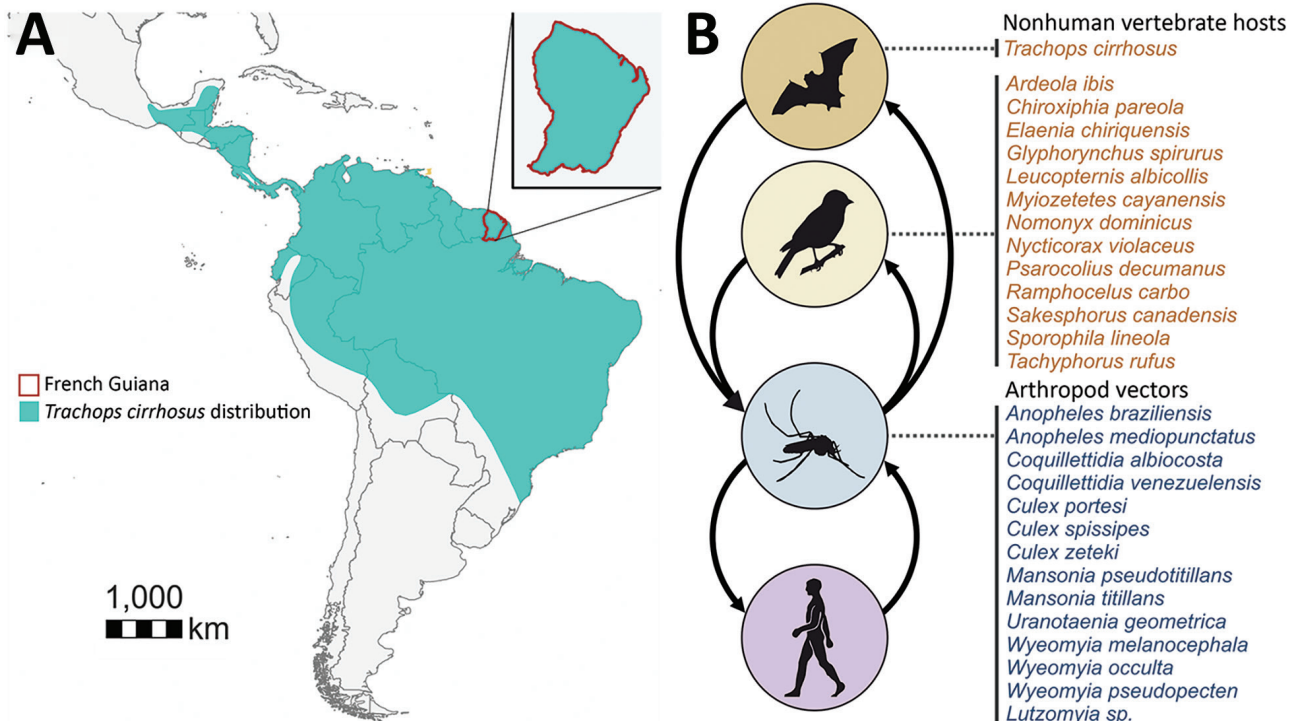 A
French Guiana
Trachops cirrhosus distribution
1,000
km
B
Nonhuman vertebrate hosts
Trachops cirrhosus
Ardeola ibis
Chiroxiphia pareola
Elaenia chiriquensis
Glyphorynchus spirurus
Leucopternis albicollis
Myiozetetes cayanensis
Nomonyx dominicus
Nycticorax violaceus
Psarocolius decumanus
Ramphocelus carbo
Sakesphorus canadensis
Sporophila lineola
Tachyphorus rufus
Arthropod vectors
Anopheles braziliensis
Anopheles mediopunctatus
Coquillettidia albiocosta
Coquillettidia venezuelensis
Culex portesi
Culex spissipes
Culex zeteki
Mansonia pseudotitillans
Mansonia titillans
Uranotaenia geometrica
Wyeomyia melanocephala
Wyeomyia occulta
Wyeomyia pseudopecten
Lutzomyia sp.